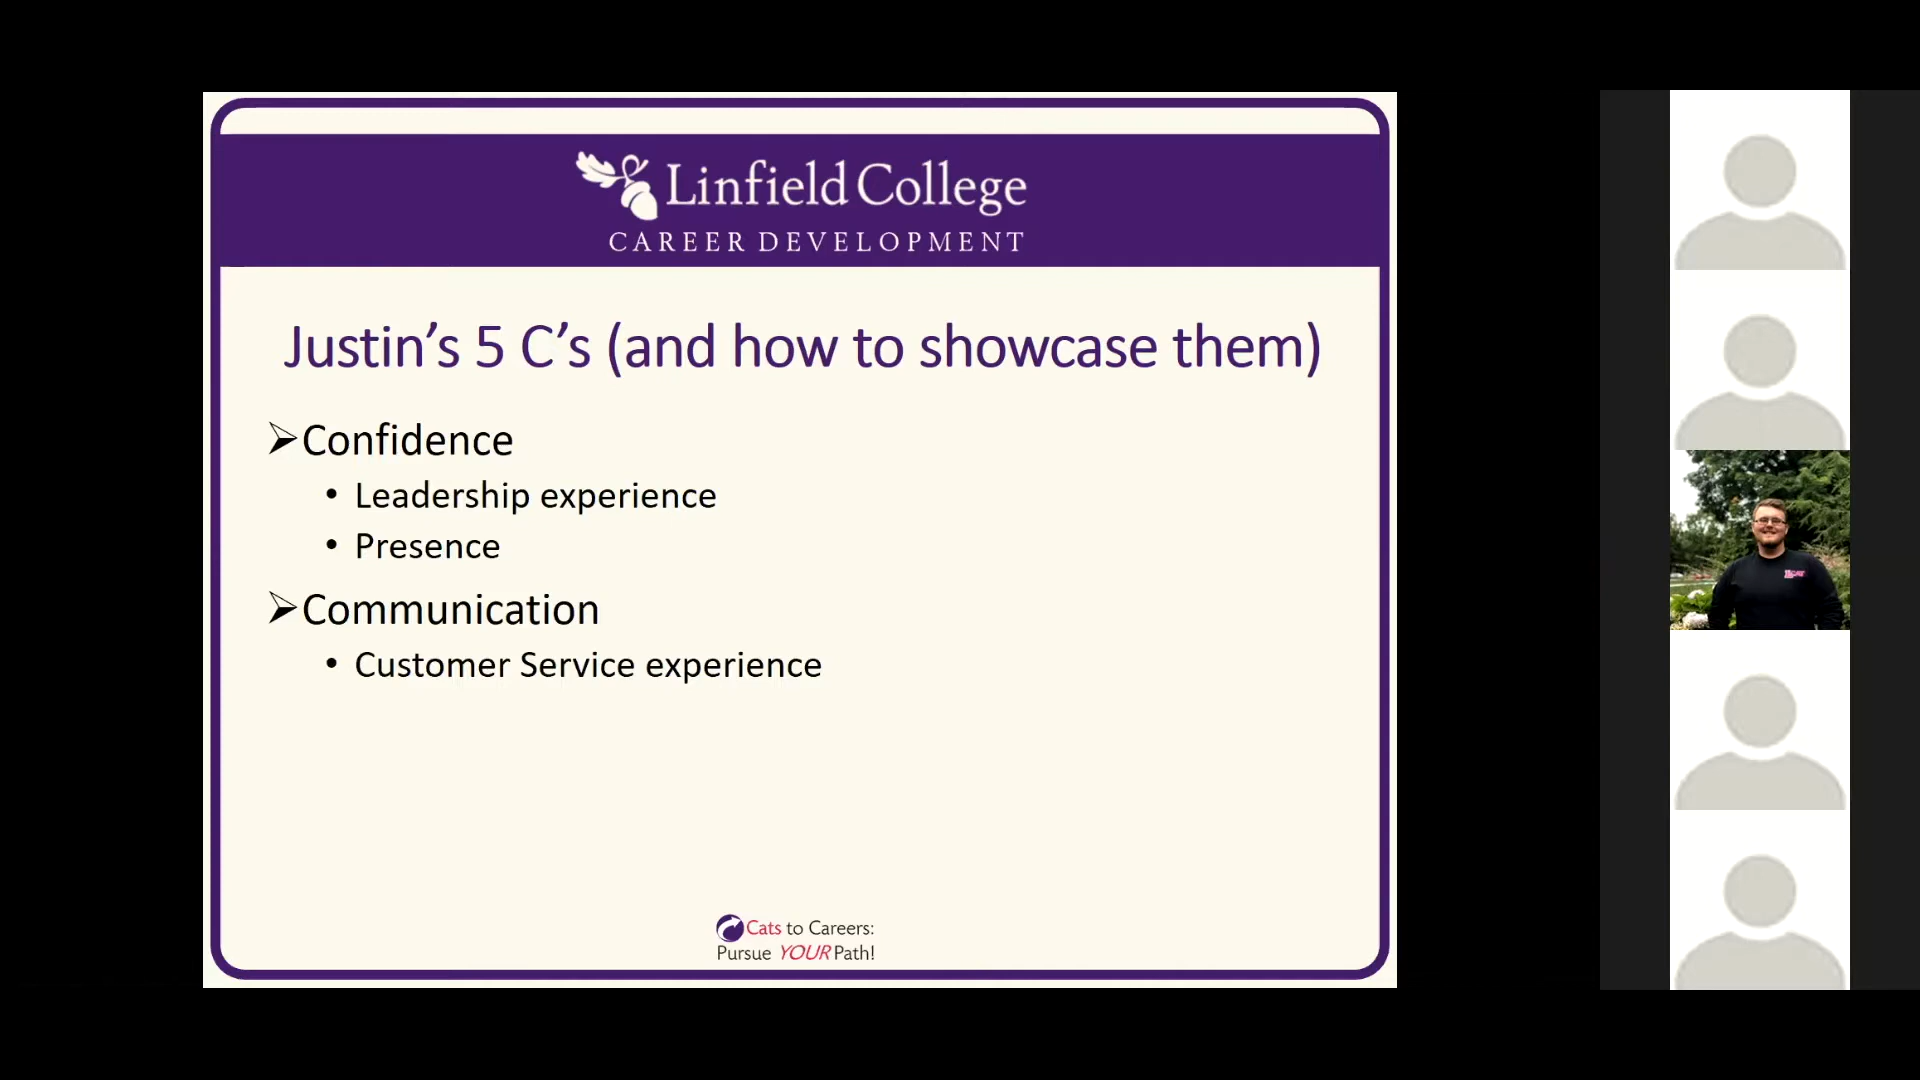 Linfield College
CAREER DEVELOPMENT
Justin’s 5 C’s (and how to showcase them)
➢Confidence
• Leadership experience
• Presence
➢Communication
• Customer Service experience
Cats to Careers:
Pursue YOUR Path!